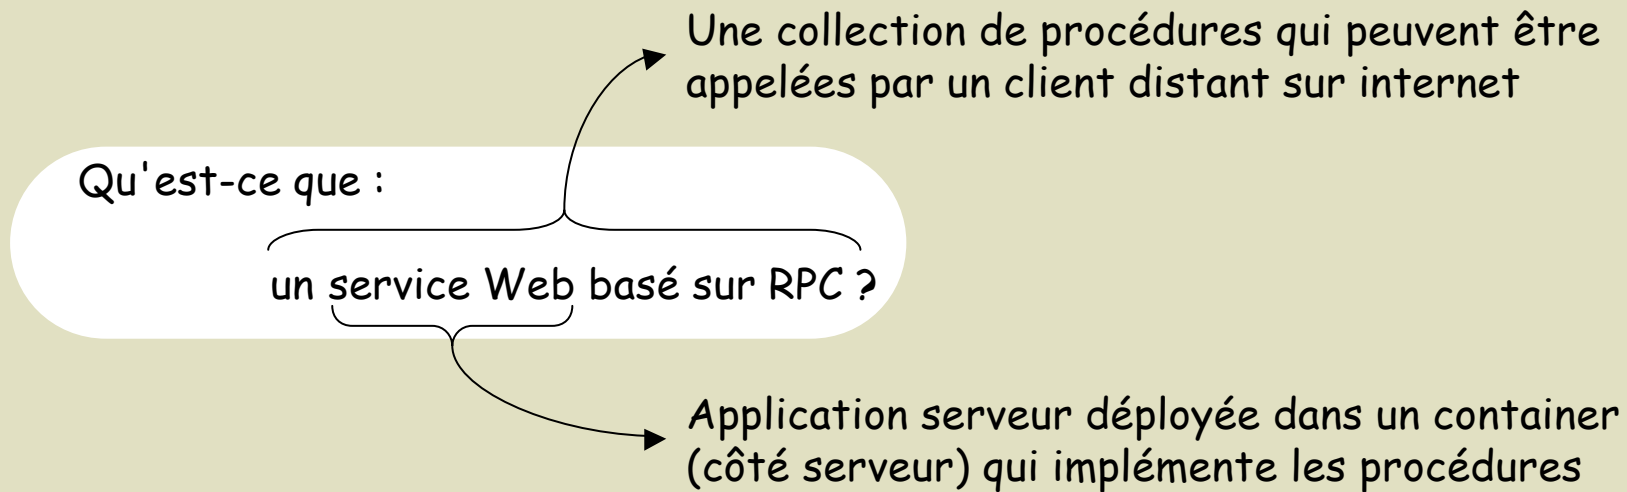 Une collection de procédures qui peuvent être
appelées par un client distant sur internet
Qu'est-ce que :
un service Web basé sur RPC ?
Application serveur déployée dans un container
(côté serveur) qui implémente les procédures